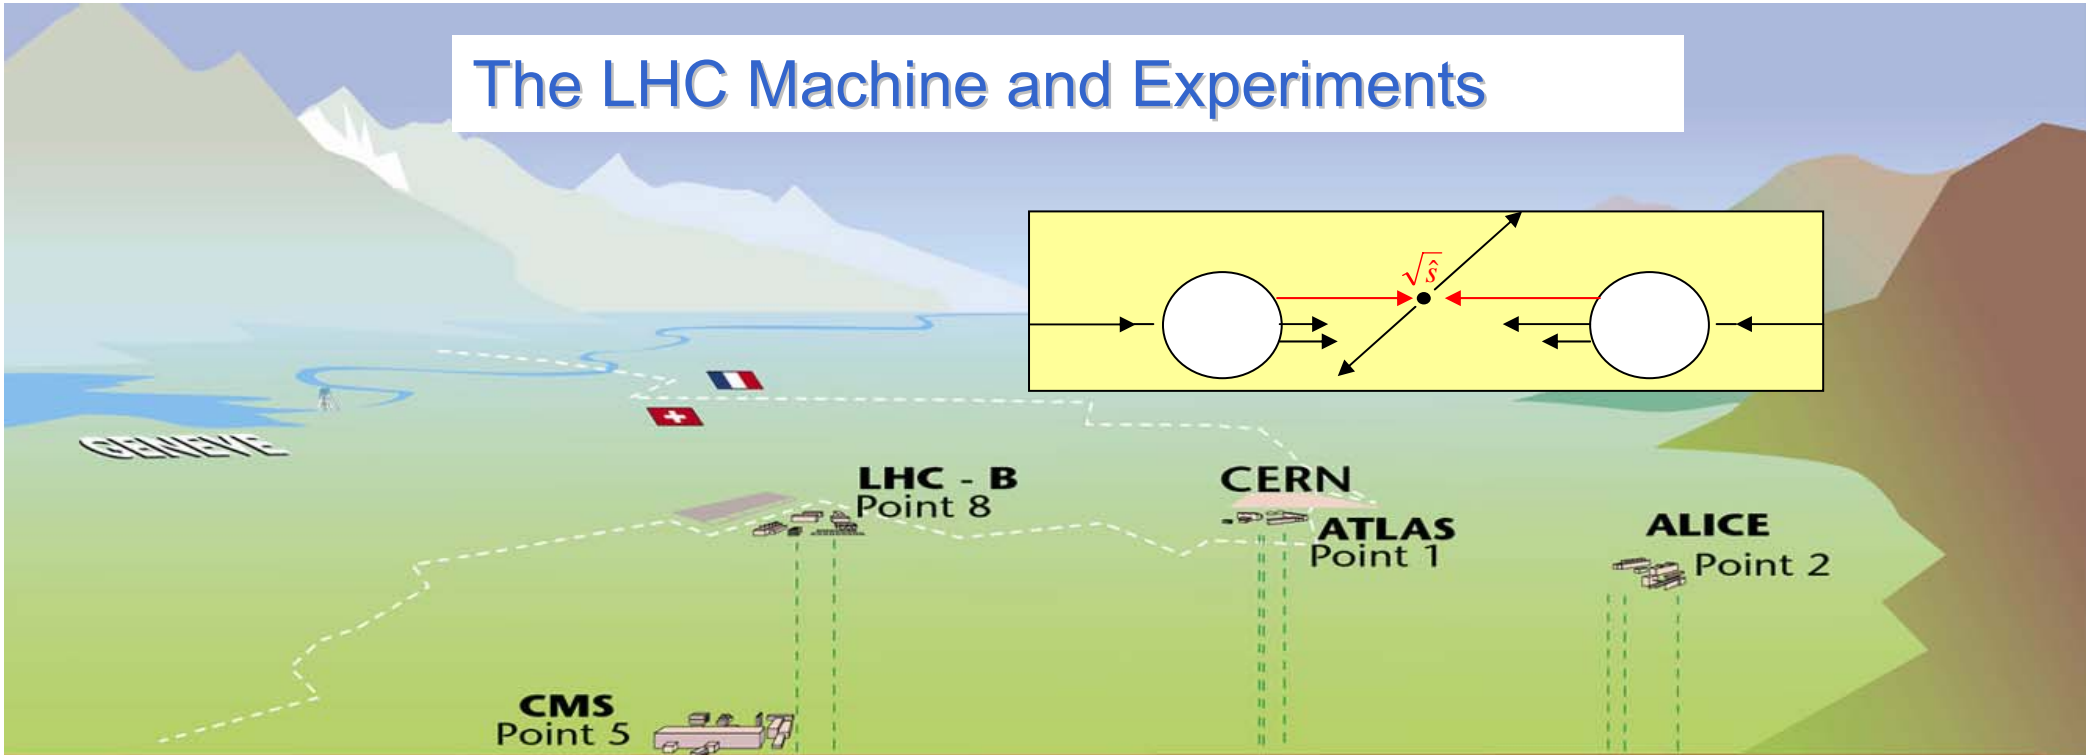 The LHC Machine and Experiments
√ŝ
GENEVE
LHC - B
Point 8
CERN
ATLAS
Point 1
ALICE
Point 2
CMS
Point 5